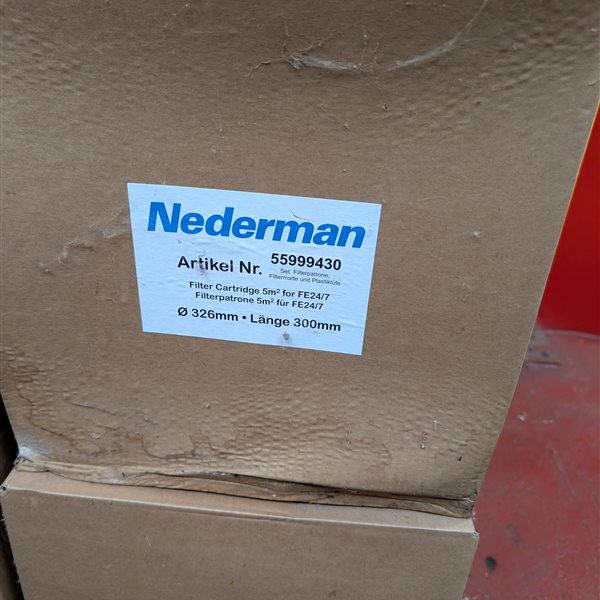 Nederman
Artikel Nr. 55999430
Set: Filterpatrone,
Filtermatte und Plastiktüte
Filter Cartridge 5m² for FE24/7
Filterpatrone 5m² für FE24/7
Ø 326mm • Länge 300mm